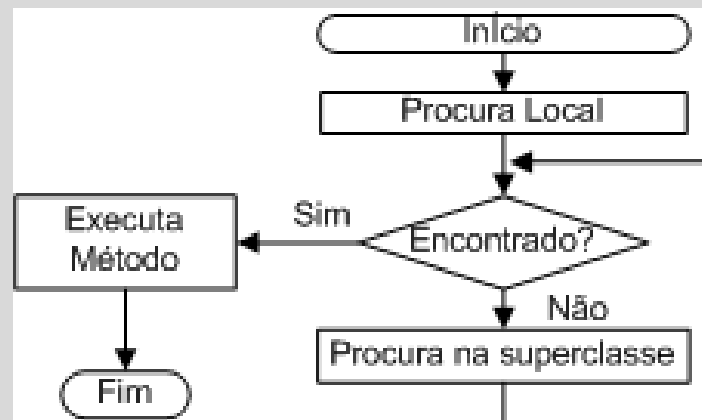 Início
Procura Local
Encontrado?
Sim
Executa
Método
Não
Procura na superclasse
Fim